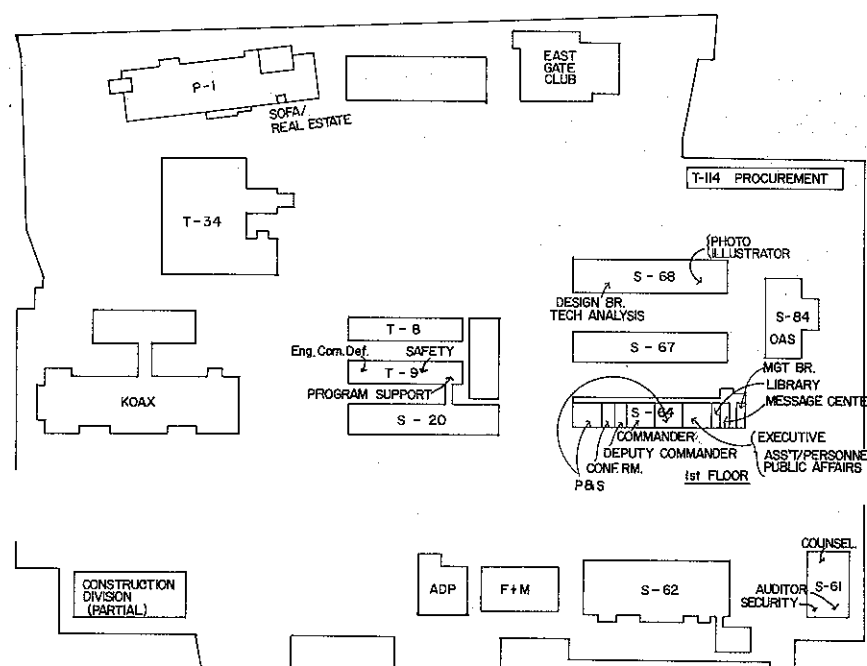 P-1
SOFA/
REAL ESTATE
EAST
GATE
CLUB
T-114 PROCUREMENT
T-34
PHOTO
ILLUSTRATOR
S-68
DESIGN BR.
TECH ANALYSIS
S-84
OAS
T-8
S-67
Eng. Com. Def.
SAFETY
T-9
PROGRAM SUPPORT
S-20
KOAX
MGT BR.
LIBRARY
MESSAGE CENTE
S-64
COMMANDER
DEPUTY COMMANDER
CONF RM.
P&S
EXECUTIVE
ASS'T/PERSONNE
PUBLIC AFFAIRS
1st FLOOR
CONSTRUCTION
DIVISION
(PARTIAL)
ADP
F+M
S-62
COUNSEL.
S-61
AUDITOR
SECURITY